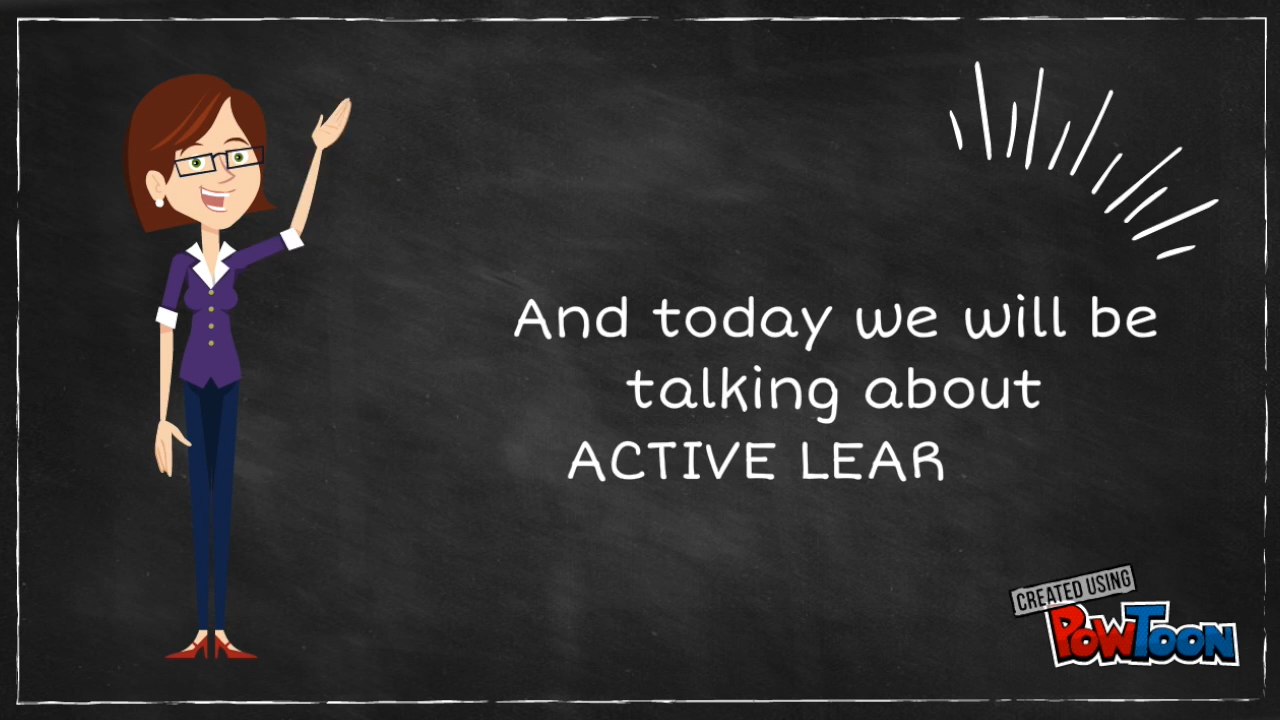 And today we will be
talking about
ACTIVE LEAR
CREATED USING
POWTOON